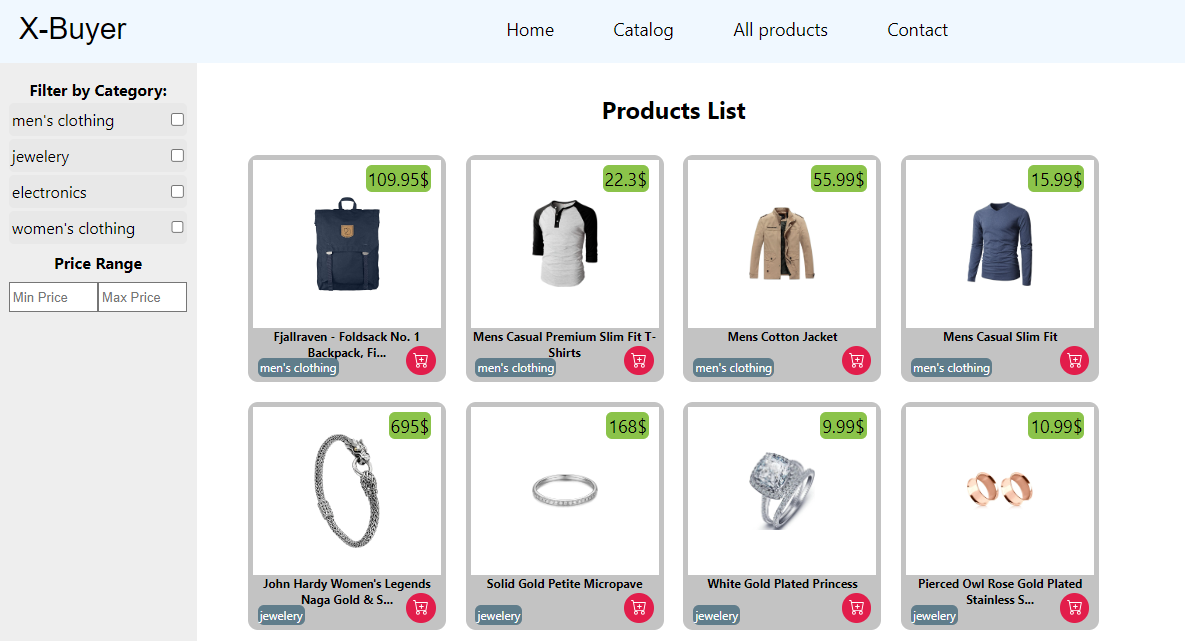 X-Buyer
Home
Catalog
All products
Contact
Filter by Category:
men's clothing
jewelery
electronics
women's clothing
Price Range
Min Price
Max Price
Products List
109.95$
Fjallraven - Foldsack No. 1
Backpack, Fi...
men's clothing
22.3$
Mens Casual Premium Slim Fit T-
Shirts
men's clothing
55.99$
Mens Cotton Jacket
men's clothing
15.99$
Mens Casual Slim Fit
men's clothing
695$
John Hardy Women's Legends
Naga Gold & S...
jewelery
168$
Solid Gold Petite Micropave
jewelery
9.99$
White Gold Plated Princess
jewelery
10.99$
Pierced Owl Rose Gold Plated
Stainless S...
jewelery